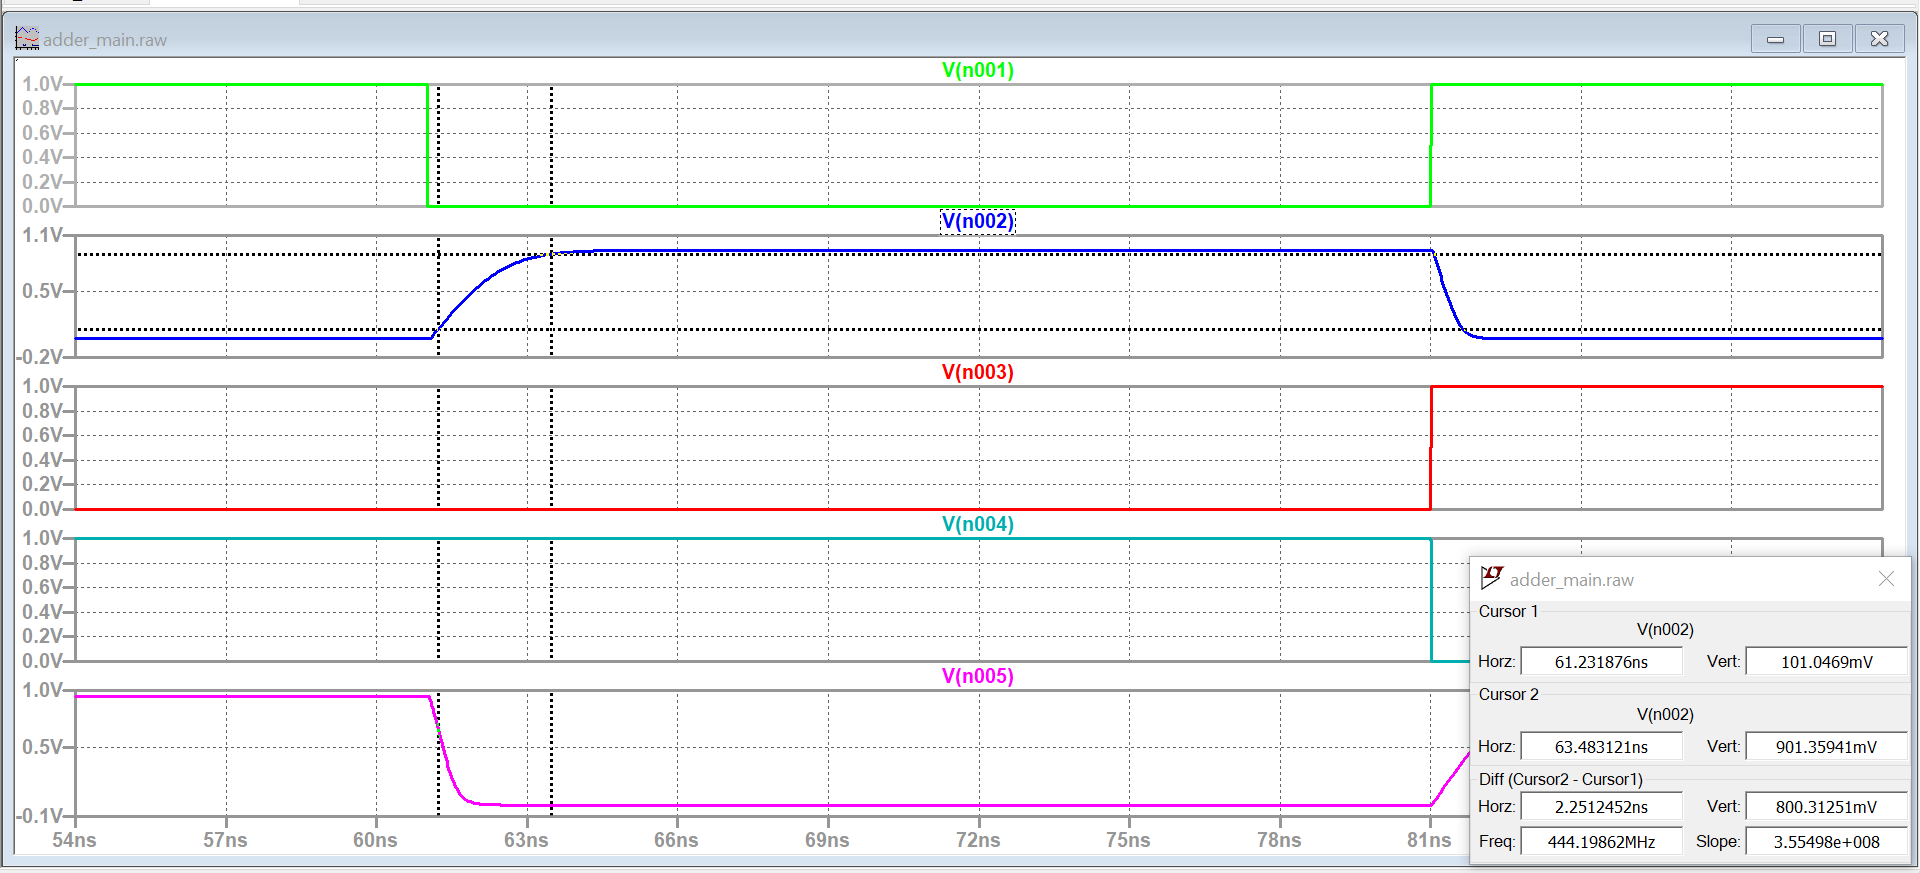 adder_main.raw
V(n001)
1.0V
0.8V
0.6V
0.4V
0.2V
0.0V
V(n002)
1.1V
0.5V
-0.2V
V(n003)
1.0V
0.8V
0.6V
0.4V
0.2V
0.0V
V(n004)
1.0V
0.8V
0.6V
0.4V
0.2V
0.0V
V(n005)
1.0V
0.5V
-0.1V
54ns 57ns 60ns 63ns 66ns 69ns 72ns 75ns 78ns 81ns
adder_main.raw
Cursor 1
V(n002)
Horz: 61.231876ns Vert: 101.0469mV
Cursor 2
V(n002)
Horz: 63.483121ns Vert: 901.35941mV
Diff (Cursor2 - Cursor1)
Horz: 2.2512452ns Vert: 800.31251mV
Freq: 444.19862MHz Slope: 3.55498e+008